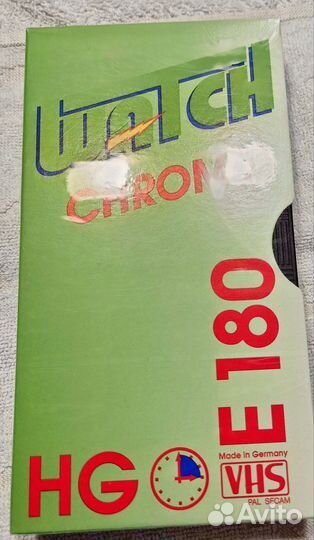 WATCH
CHROM
E 180
HG
Made in Germany
VHS
PAL SECAM
Avito